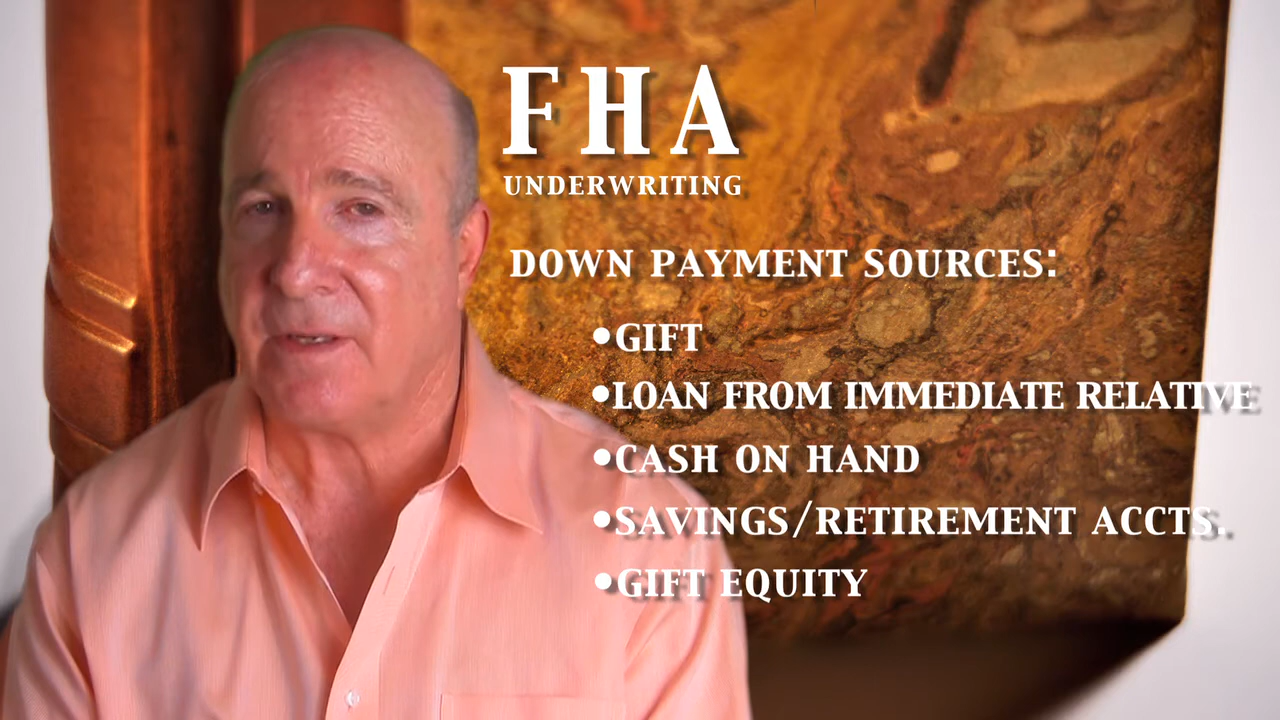 FHA
UNDERWRITING
DOWN PAYMENT SOURCES:
•GIFT
•LOAN FROM IMMEDIATE RELATIVE
•CASH ON HAND
•SAVINGS/RETIREMENT ACCTS.
•GIFT EQUITY